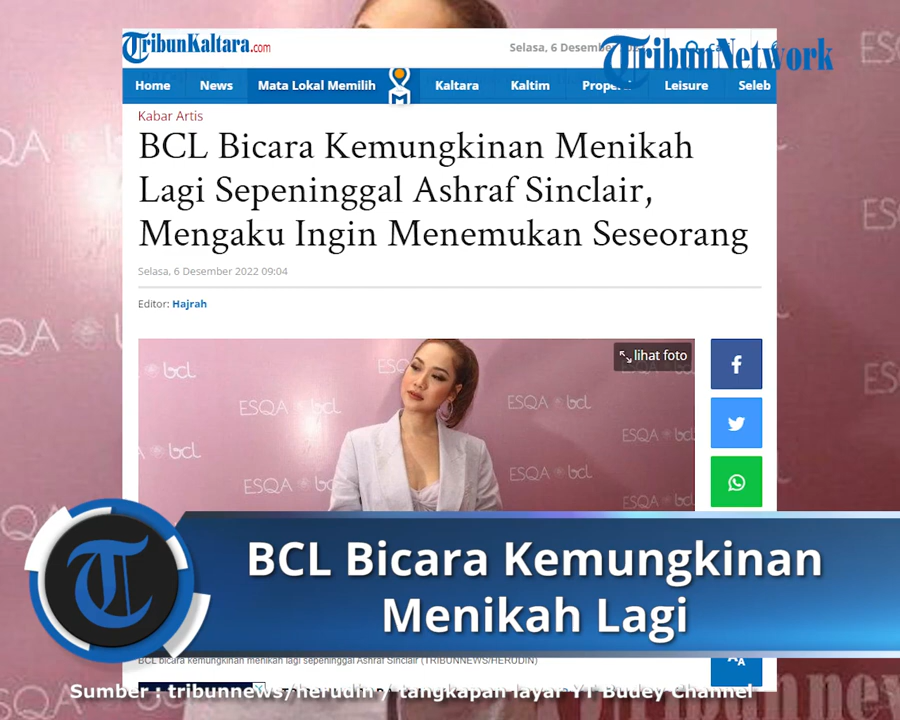 TribunKaltara.com
Selasa, 6 Desember
TribunNetwork
Home News Mata Lokal Memilih Kaltara Kaltim Leisure Seleb
Kabar Artis
BCL Bicara Kemungkinan Menikah
Lagi Sepeninggal Ashraf Sinclair,
Mengaku Ingin Menemukan Seseorang
Selasa, 6 Desember 2022 09:04
Editor: Hajrah
lihat foto
bcl
ESQA bcl
ESQA bcl
ESQA bcl
bcl
ESQA
ESQA
BCL Bicara Kemungkinan
Menikah Lagi
BCL bicara kemungkinan menikah lagi sepeninggal Ashraf Sinclair (TRIBUNNEWS/HERUDIN)
Sumber : tribunnews/herudin/ tangkapan layar YT Budey Channel